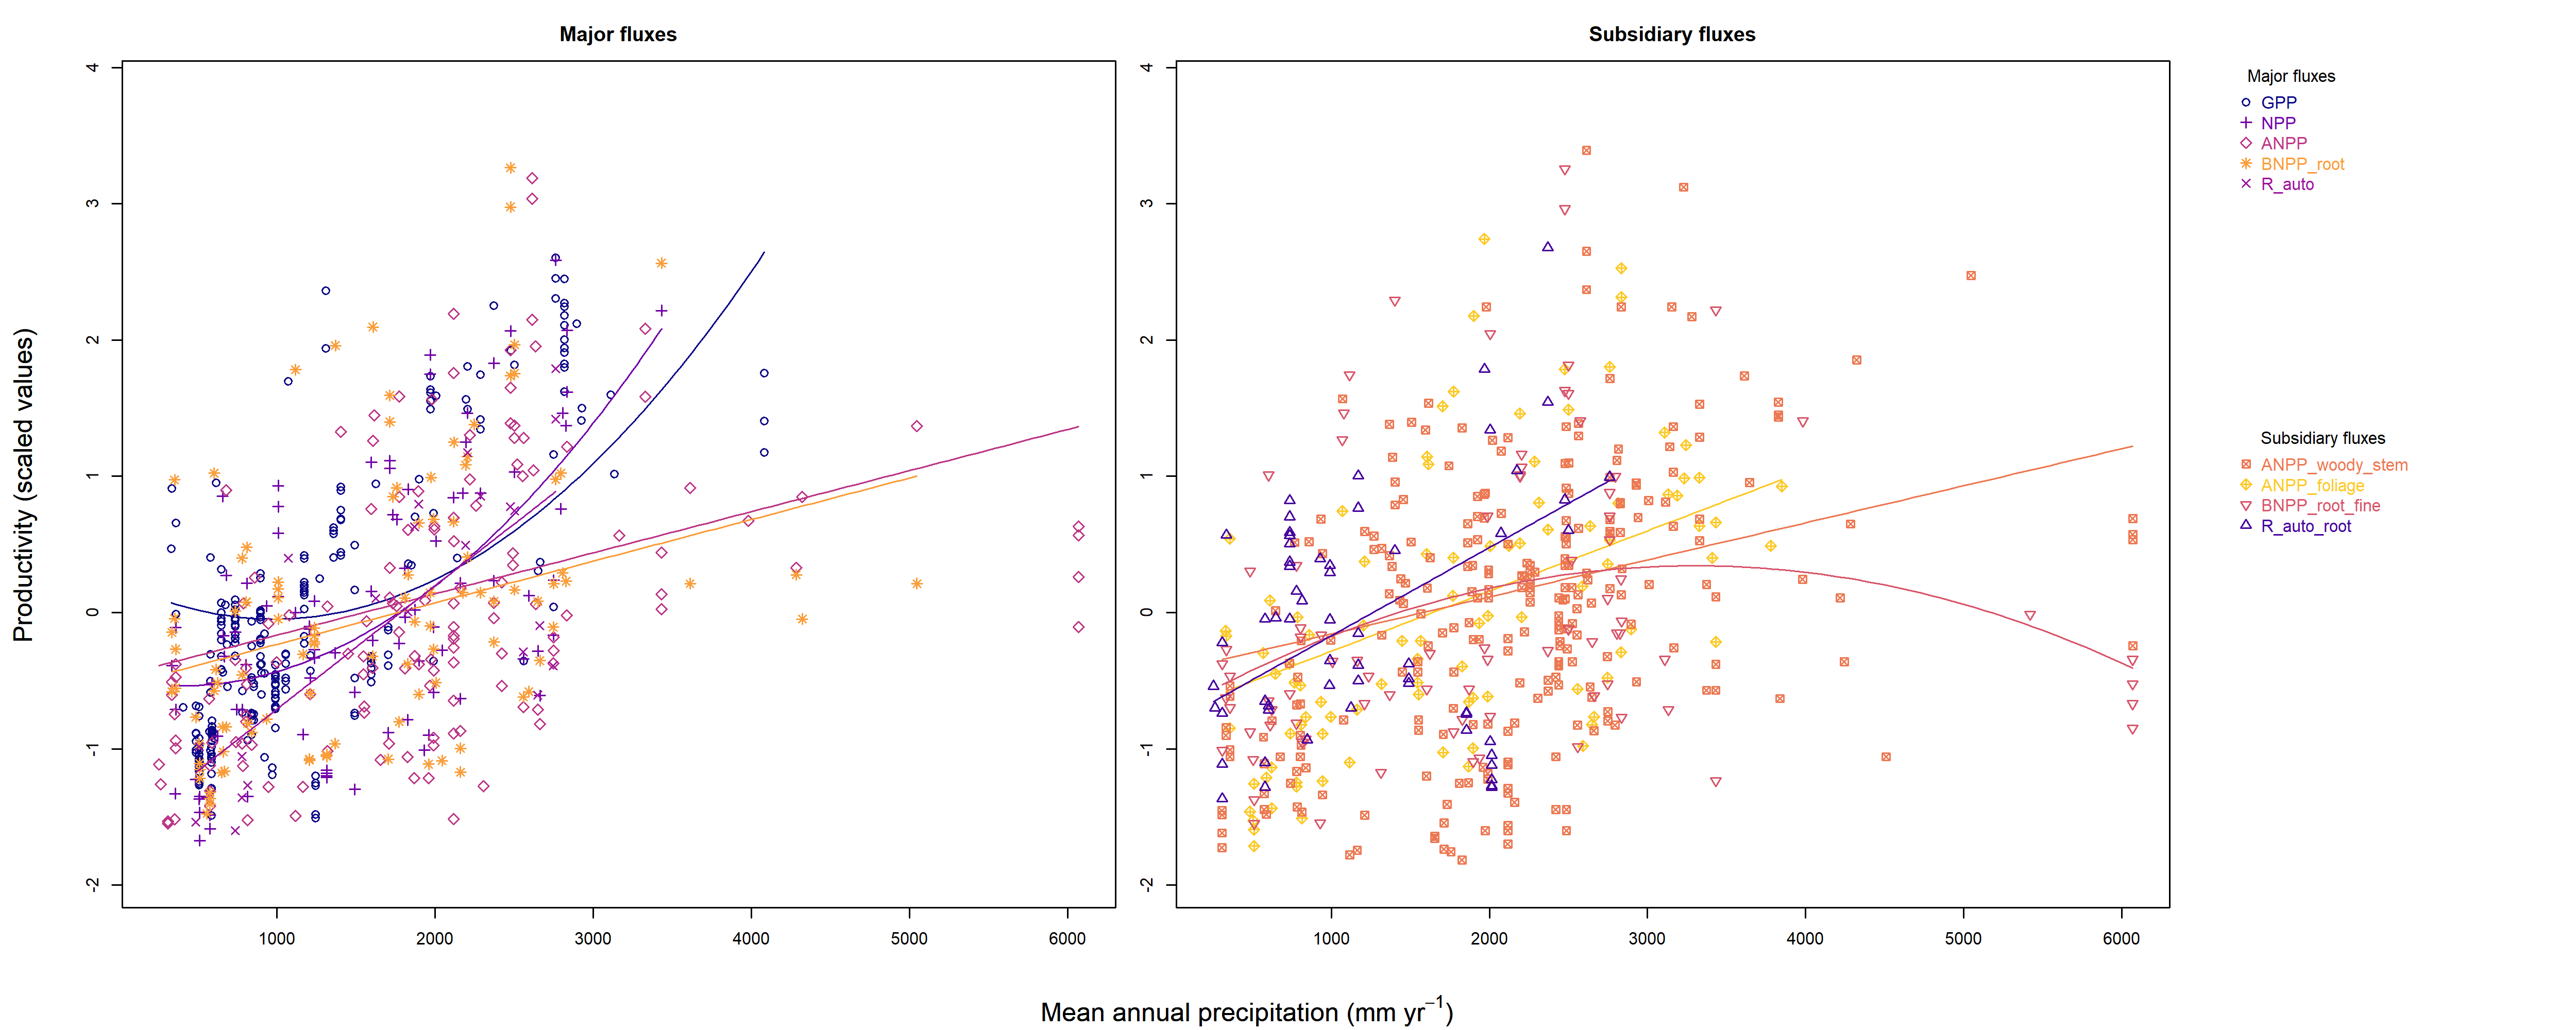 Major fluxes
Subsidiary fluxes
Productivity (scaled values)
4
3
2
1
0
-1
-2
1000 2000 3000 4000 5000 6000
4
3
2
1
0
-1
-2
1000 2000 3000 4000 5000 6000
Mean annual precipitation (mm yr⁻¹)
Major fluxes
GPP
NPP
ANPP
BNPP_root
R_auto
Subsidiary fluxes
ANPP_woody_stem
ANPP_foliage
BNPP_root_fine
R_auto_root